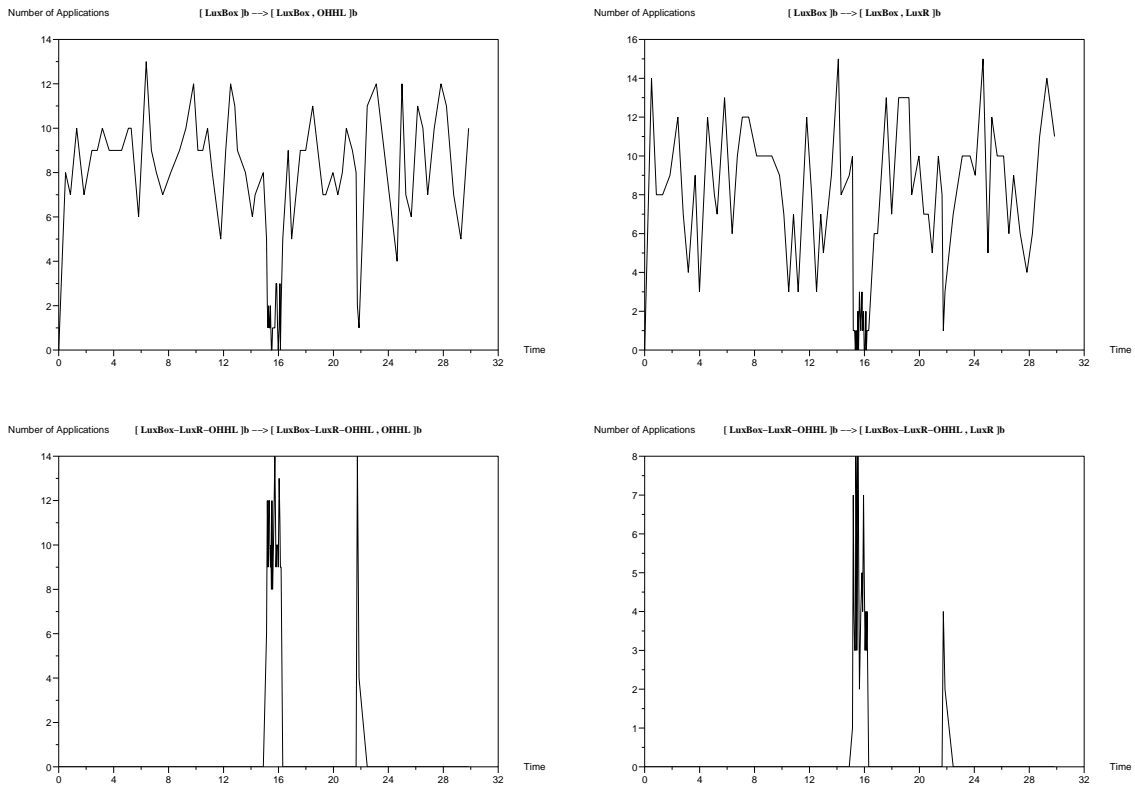 Number of Applications [ LuxBox ]b −−> [ LuxBox , OHHL ]b
14
12
10
8
6
4
2
0
0 4 8 12 16 20 24 28 32
Time
Number of Applications [ LuxBox ]b −−> [ LuxBox , LuxR ]b
16
14
12
10
8
6
4
2
0
0 4 8 12 16 20 24 28 32
Time
Number of Applications [ LuxBox−LuxR−OHHL ]b −−> [ LuxBox−LuxR−OHHL , OHHL ]b
14
12
10
8
6
4
2
0
0 4 8 12 16 20 24 28 32
Time
Number of Applications [ LuxBox−LuxR−OHHL ]b −−> [ LuxBox−LuxR−OHHL , LuxR ]b
8
7
6
5
4
3
2
1
0
0 4 8 12 16 20 24 28 32
Time